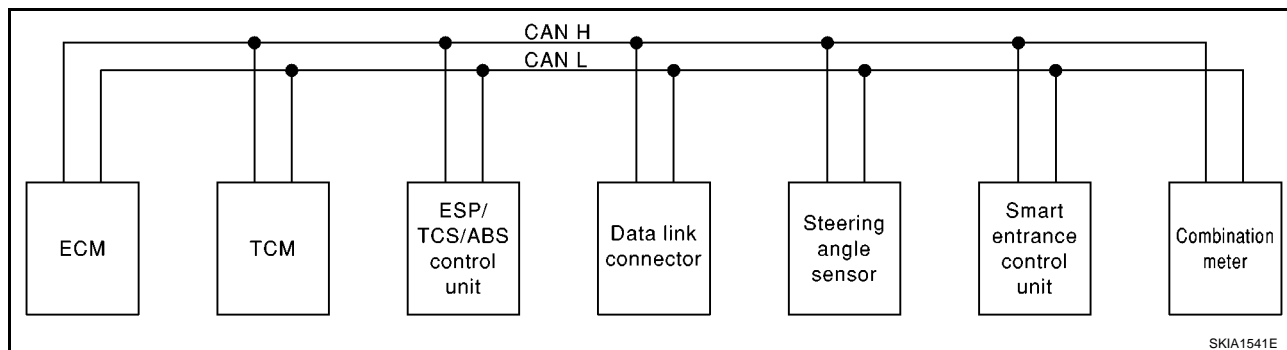 CAN H
CAN L
ECM
TCM
ESP/
TCS/ABS
control
unit
Data link
connector
Steering
angle
sensor
Smart
entrance
control
unit
Combination
meter
SKIA1541E